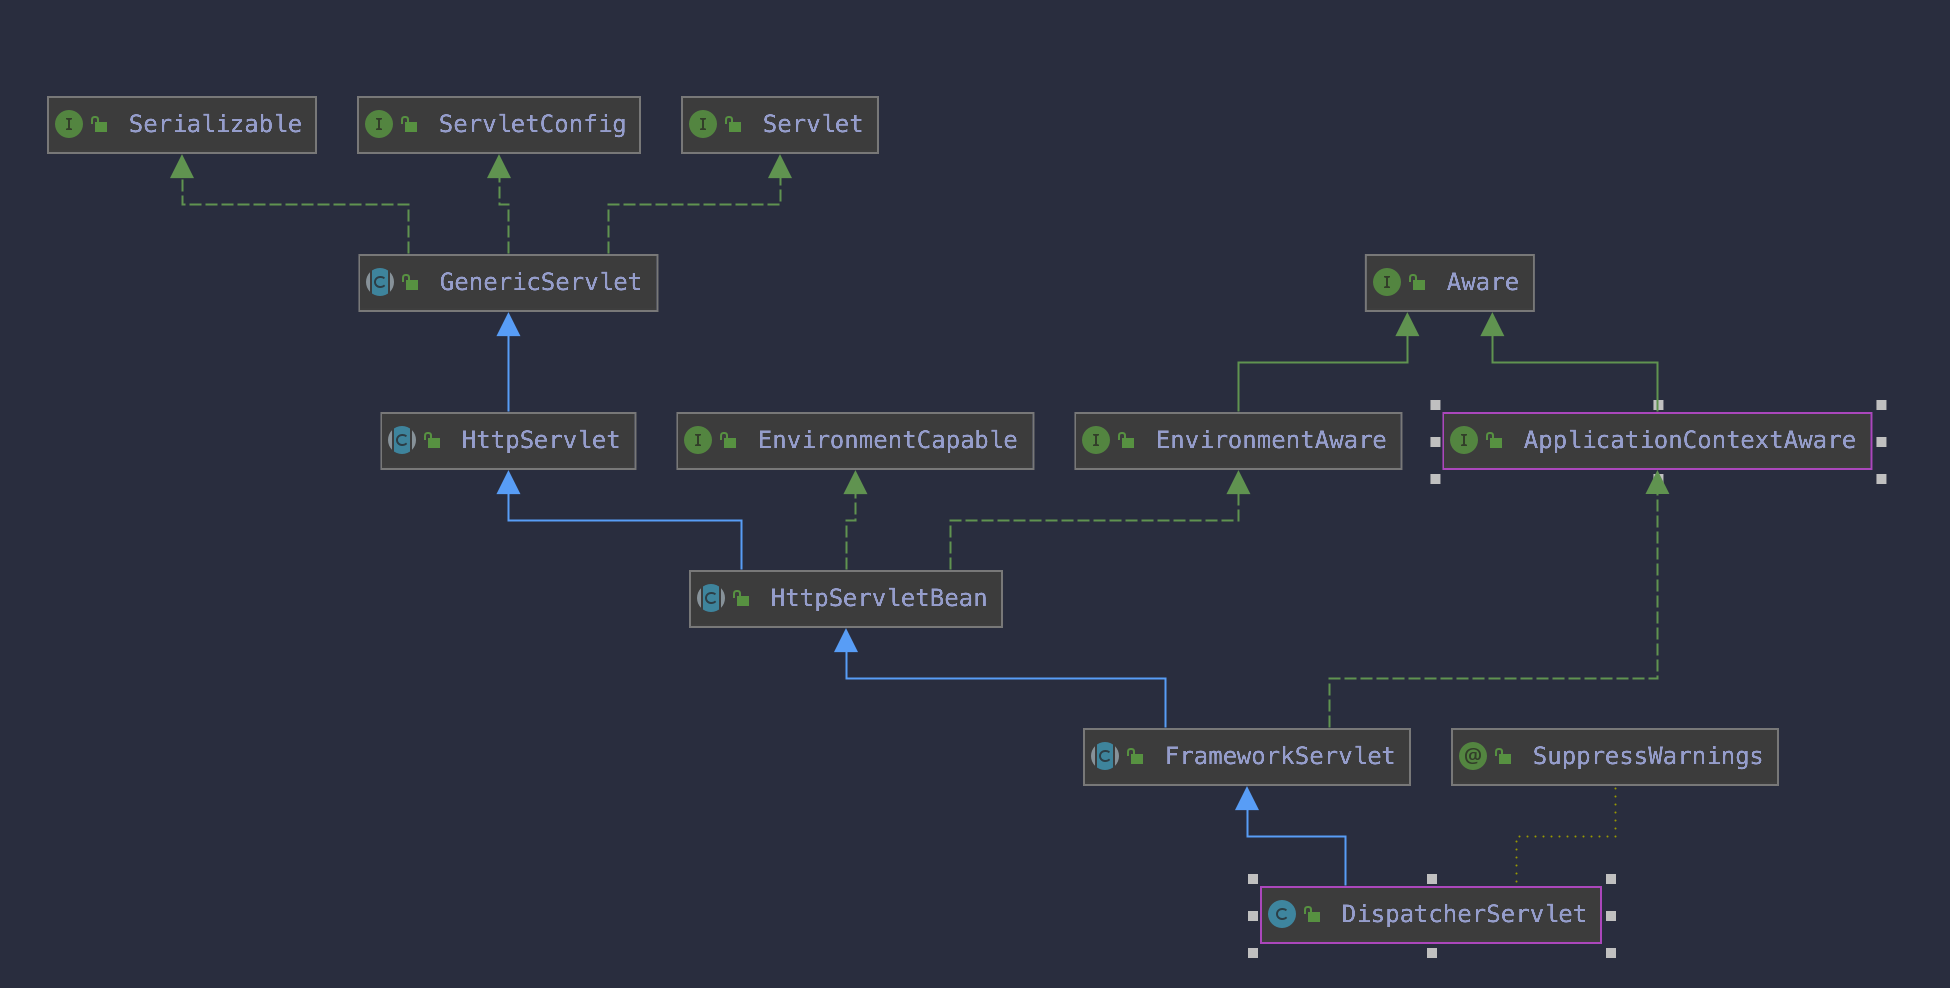 I Serializable
I ServletConfig
I Servlet
C GenericServlet
I Aware
C HttpServlet
I EnvironmentCapable
I EnvironmentAware
I ApplicationContextAware
C HttpServletBean
C FrameworkServlet
@ SuppressWarnings
C DispatcherServlet